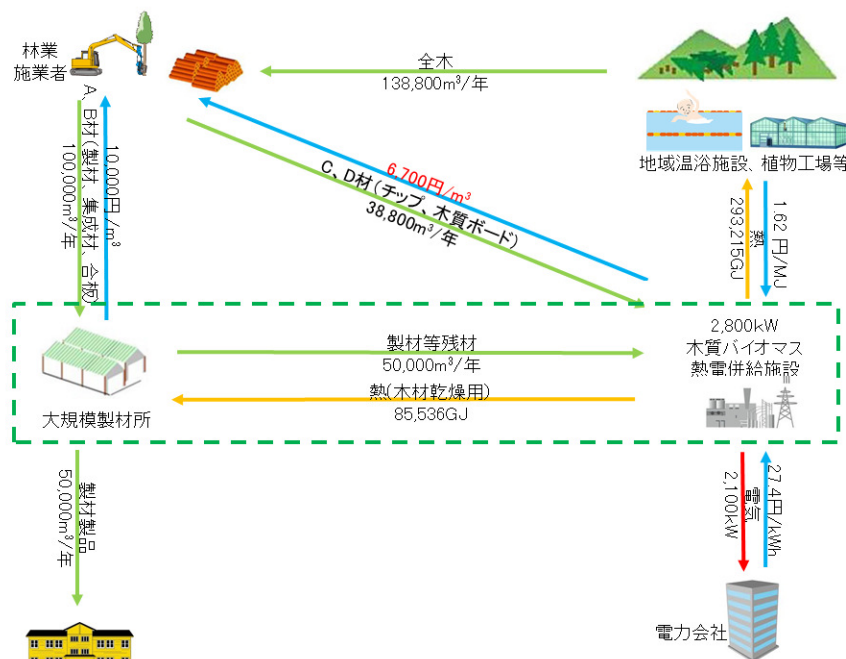 林業
施業者
全木
138,800m³/年
地域温浴施設、植物工場等
A、B材(製材、集成材、合板)
100,000m³/年
10,000円/m³
6,700円/m³
C、D材(チップ、木質ボード)
38,800m³/年
熱
293,215GJ
1.62 円/MJ
大規模製材所
製材等残材
50,000m³/年
熱(木材乾燥用)
85,536GJ
2,800kW
木質バイオマス
熱電併給施設
製材製品
50,000m³/年
電気
2,100kW
27.4円/kWh
電力会社